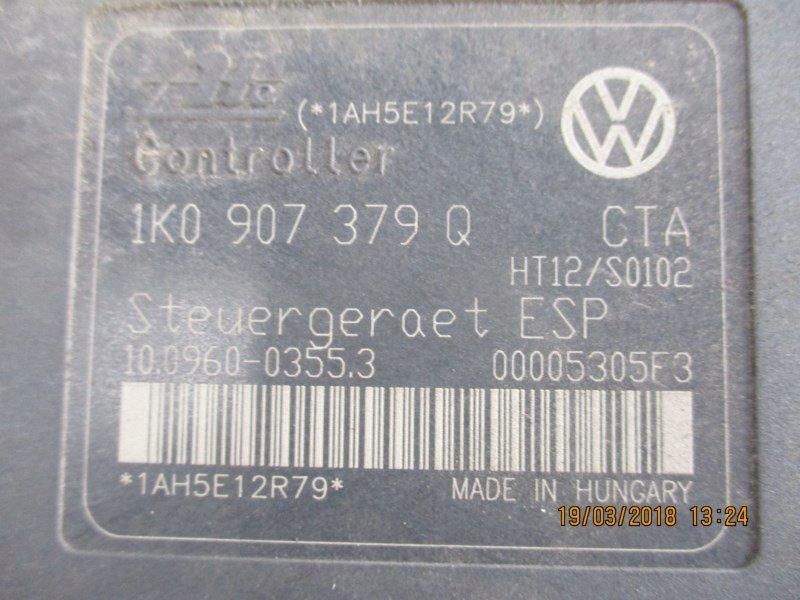 (*1AH5E12R79*)
Controller
1K0 907 379 Q CTA
HT12/S0102
Steuergeraet ESP
10.0960-0355.3 00005305F3
*1AH5E12R79* MADE IN HUNGARY
19/03/2018 13:24